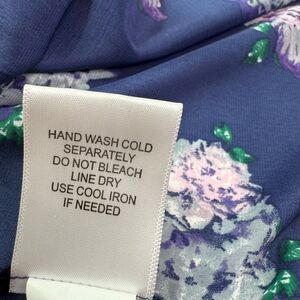 HAND WASH COLD
SEPARATELY
DO NOT BLEACH
LINE DRY
USE COOL IRON
IF NEEDED